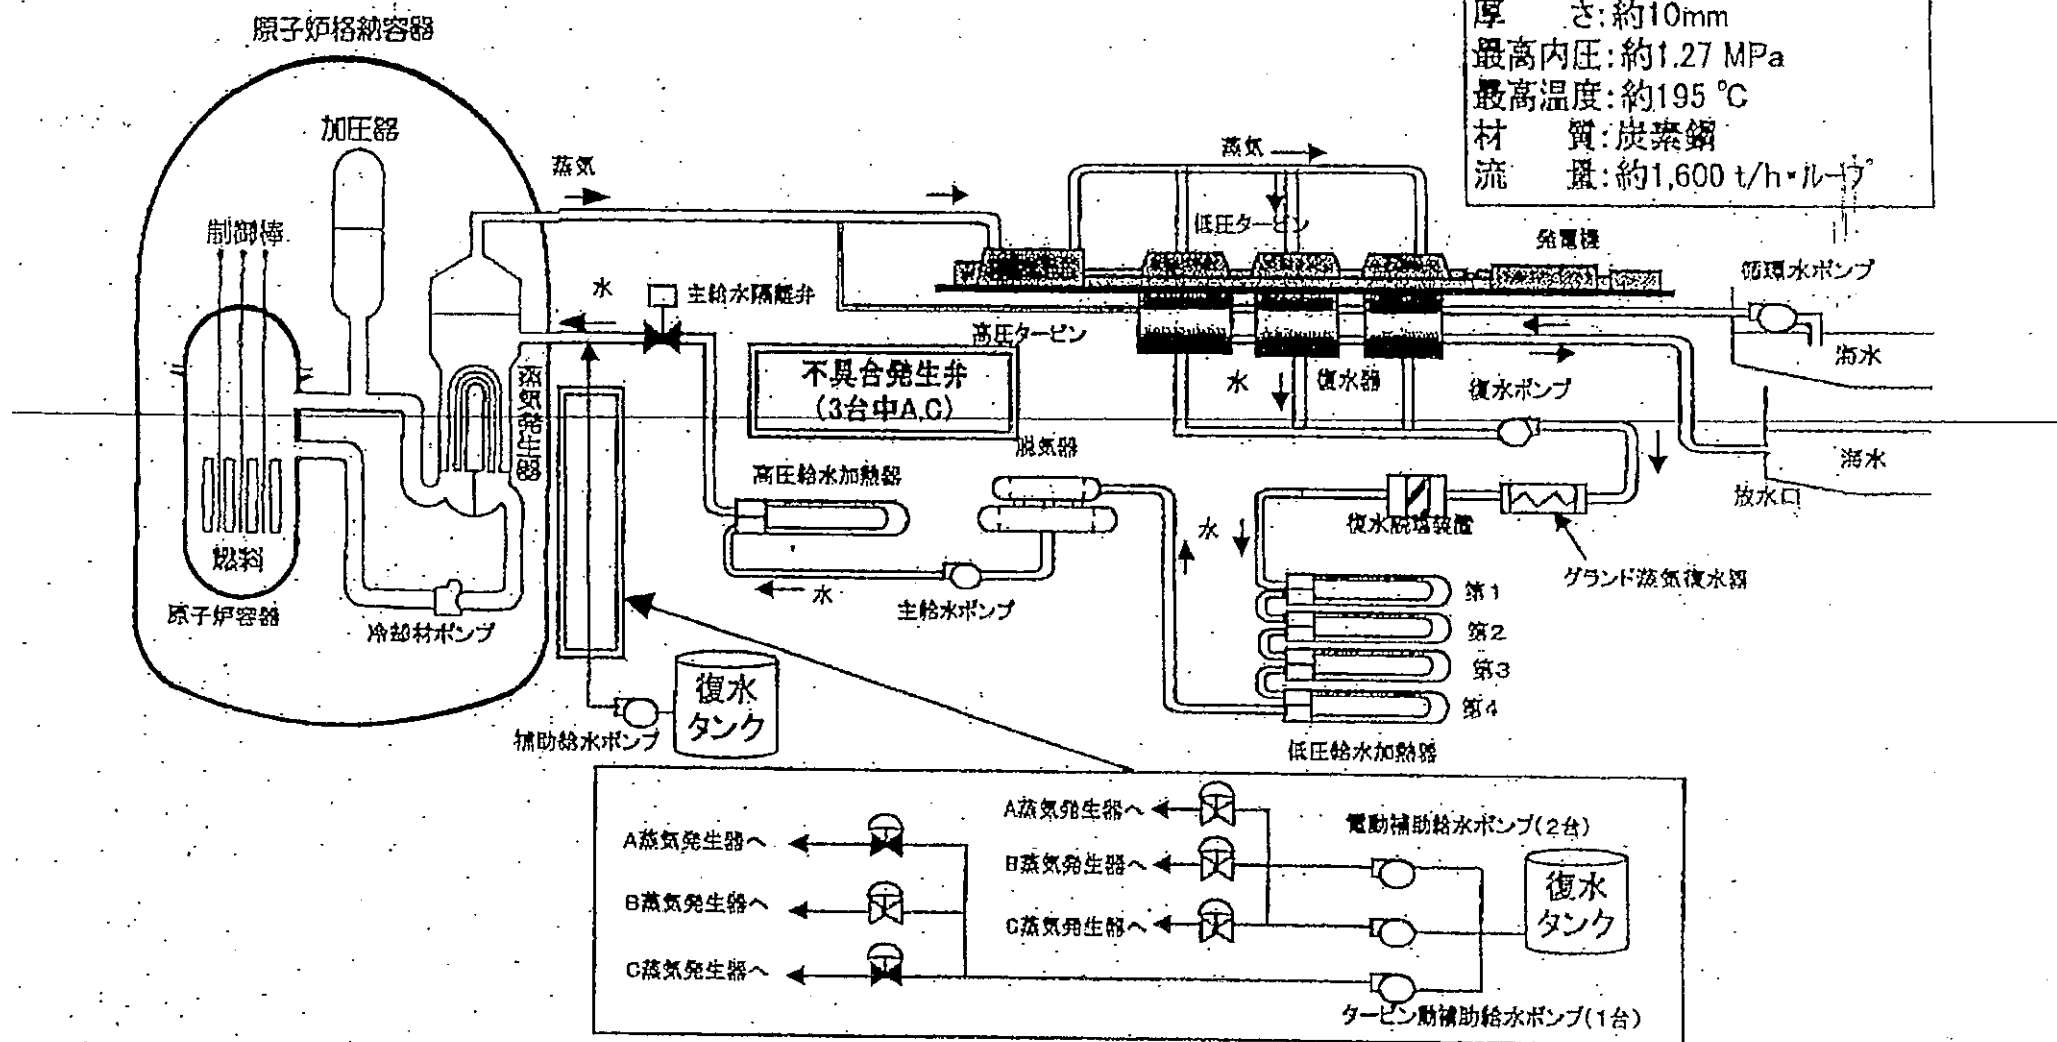 原子炉格納容器
厚　　さ:約10mm
最高内圧:約1.27 MPa
最高温度:約195 ℃
材　　質:炭素鋼
流　　量:約1,600 t/h・ループ
加圧器
蒸気
蒸気
制御棒
低圧タービン
発電機
循環水ポンプ
水
主給水隔離弁
高圧タービン
海水
不具合発生弁
(3台中A,C)
蒸気発生器
水
復水器
復水ポンプ
脱気器
海水
高圧給水加熱器
放水口
水
復水脱塩装置
燃料
グランド蒸気復水器
第1
水
主給水ポンプ
原子炉容器
冷却材ポンプ
第2
第3
復水
タンク
第4
補助給水ポンプ
低圧給水加熱器
A蒸気発生器へ
電動補助給水ポンプ(2台)
A蒸気発生器へ
B蒸気発生器へ
復水
タンク
B蒸気発生器へ
C蒸気発生器へ
C蒸気発生器へ
タービン動補助給水ポンプ(1台)